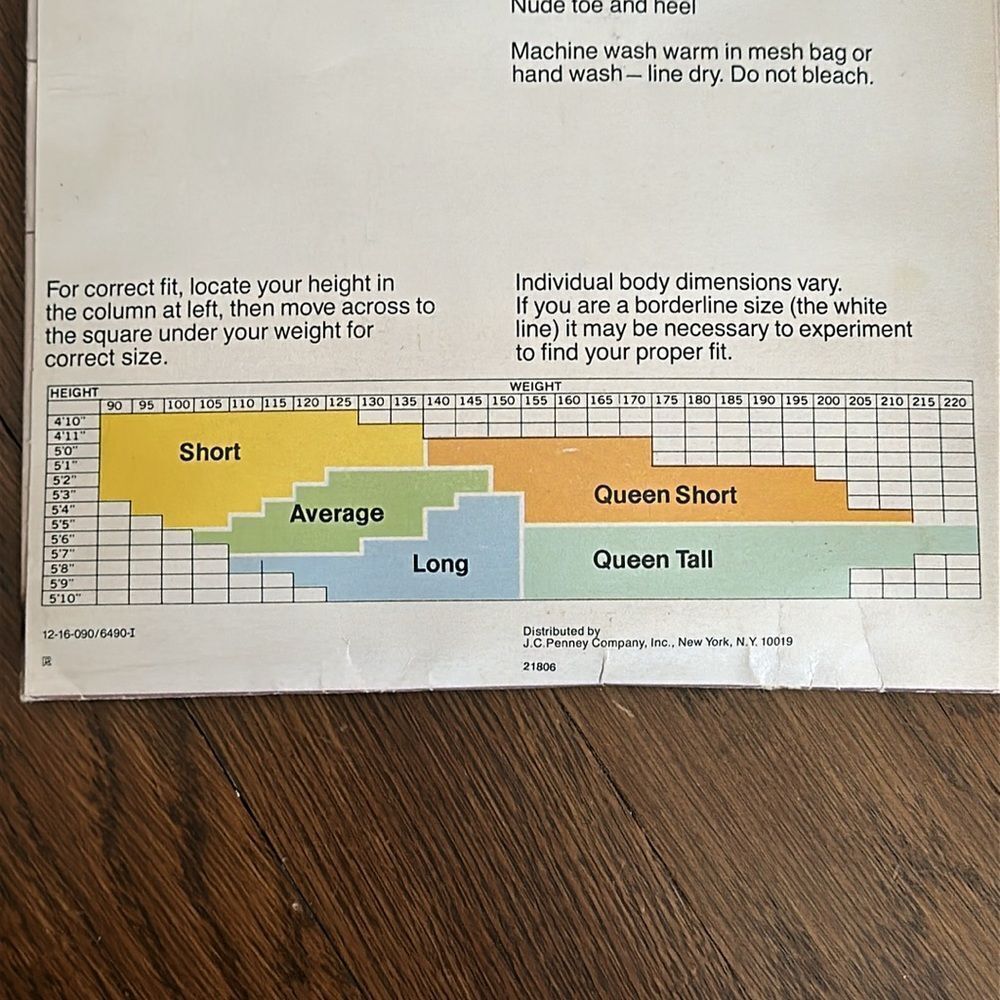 Nude toe and heel
Machine wash warm in mesh bag or
hand wash — line dry. Do not bleach.
For correct fit, locate your height in
the column at left, then move across to
the square under your weight for
correct size.
Individual body dimensions vary.
If you are a borderline size (the white
line) it may be necessary to experiment
to find your proper fit.
HEIGHT
WEIGHT
90 95 100 105 110 115 120 125 130 135 140 145 150 155 160 165 170 175 180 185 190 195 200 205 210 215 220
4'10"
4'11"
5'0"
5'1"
5'2"
5'3"
5'4"
5'5"
5'6"
5'7"
5'8"
5'9"
5'10"
Short
Average
Long
Queen Short
Queen Tall
12-16-090/6490-I
Distributed by
J.C.Penney Company, Inc., New York, N.Y. 10019
21806